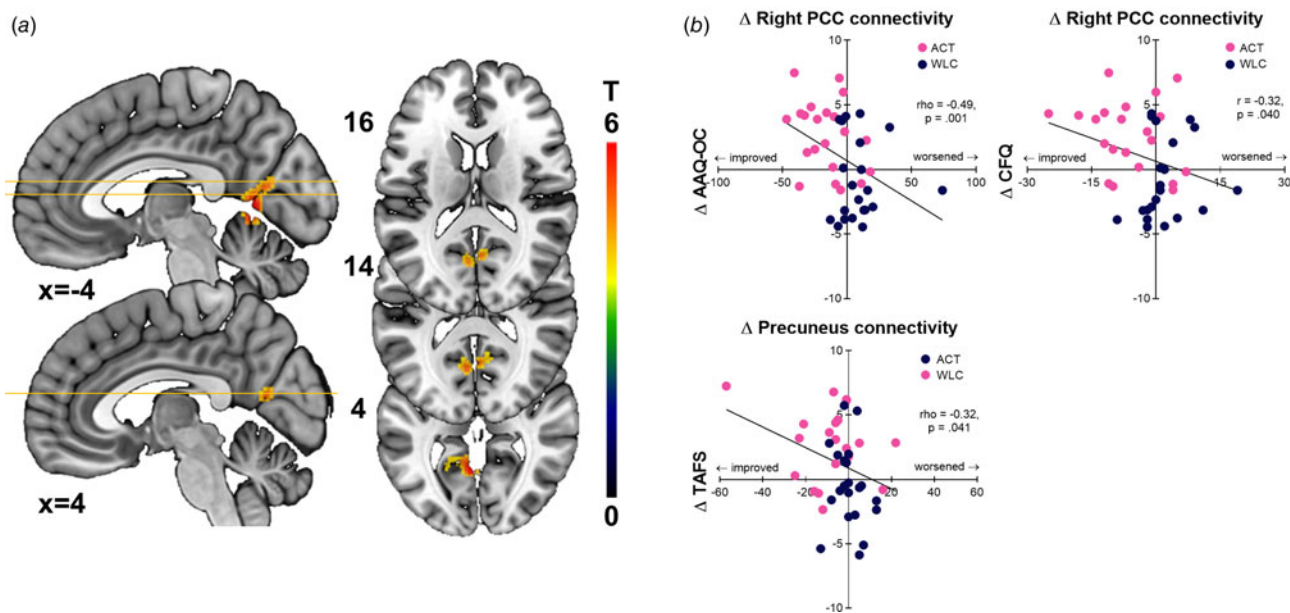 (a)
x=-4
x=4
16
14
4
T
6
0
(b)
Δ Right PCC connectivity
10
ACT
WLC
rho = -0.49,
p = .001
5
← improved
worsened →
-100
-50
0
50
100
-5
-10
Δ AAQ-OC
Δ Right PCC connectivity
10
ACT
WLC
r = -0.32,
p = .040
5
← improved
worsened →
-30
-15
0
15
30
-5
-10
Δ CFQ
Δ Precuneus connectivity
10
ACT
WLC
rho = -0.32,
p = .041
5
← improved
worsened →
-60
-40
-20
0
20
40
60
-5
-10
Δ TAFS